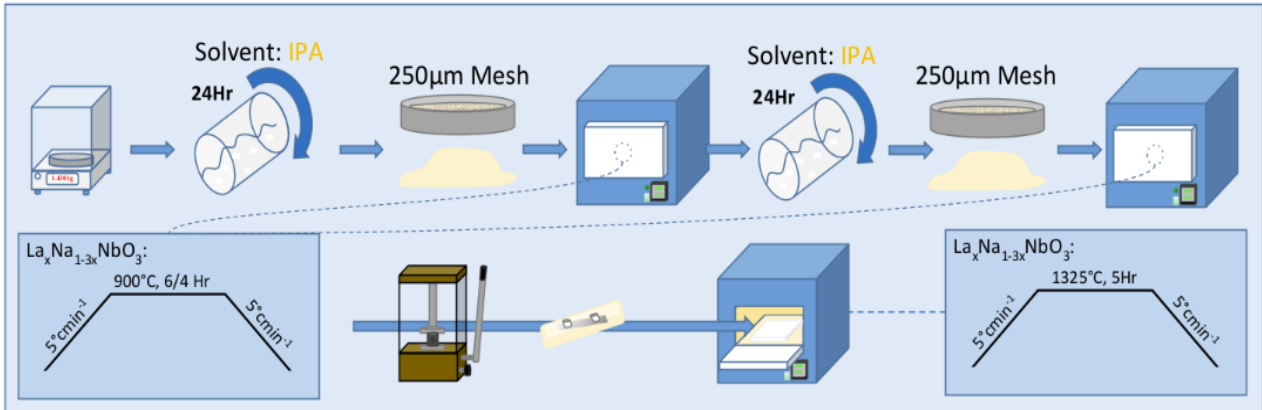 Solvent: IPA
24Hr
250µm Mesh
Solvent: IPA
24Hr
250µm Mesh
LaₓNa₁₋₃ₓNbO₃:
900°C, 6/4 Hr
5°cmin⁻¹
5°cmin⁻¹
LaₓNa₁₋₃ₓNbO₃:
1325°C, 5Hr
5°cmin⁻¹
5°cmin⁻¹